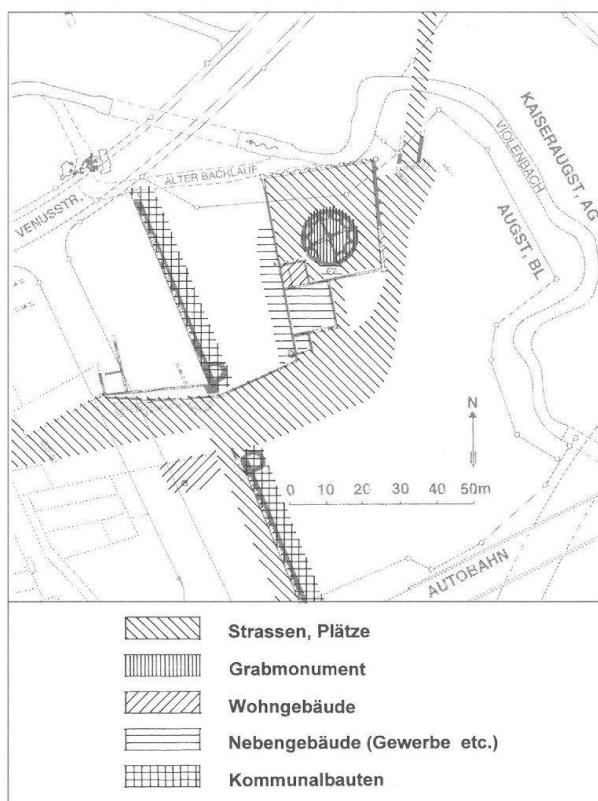 KAISERAUGST, AG
VIOLENBACH
AUGST, BL
ALTER BACHLAUF
VENUSSTR.
N
0 10 20 30 40 50m
AUTOBAHN
Strassen, Plätze
Grabmonument
Wohngebäude
Nebengebäude (Gewerbe etc.)
Kommunalbauten